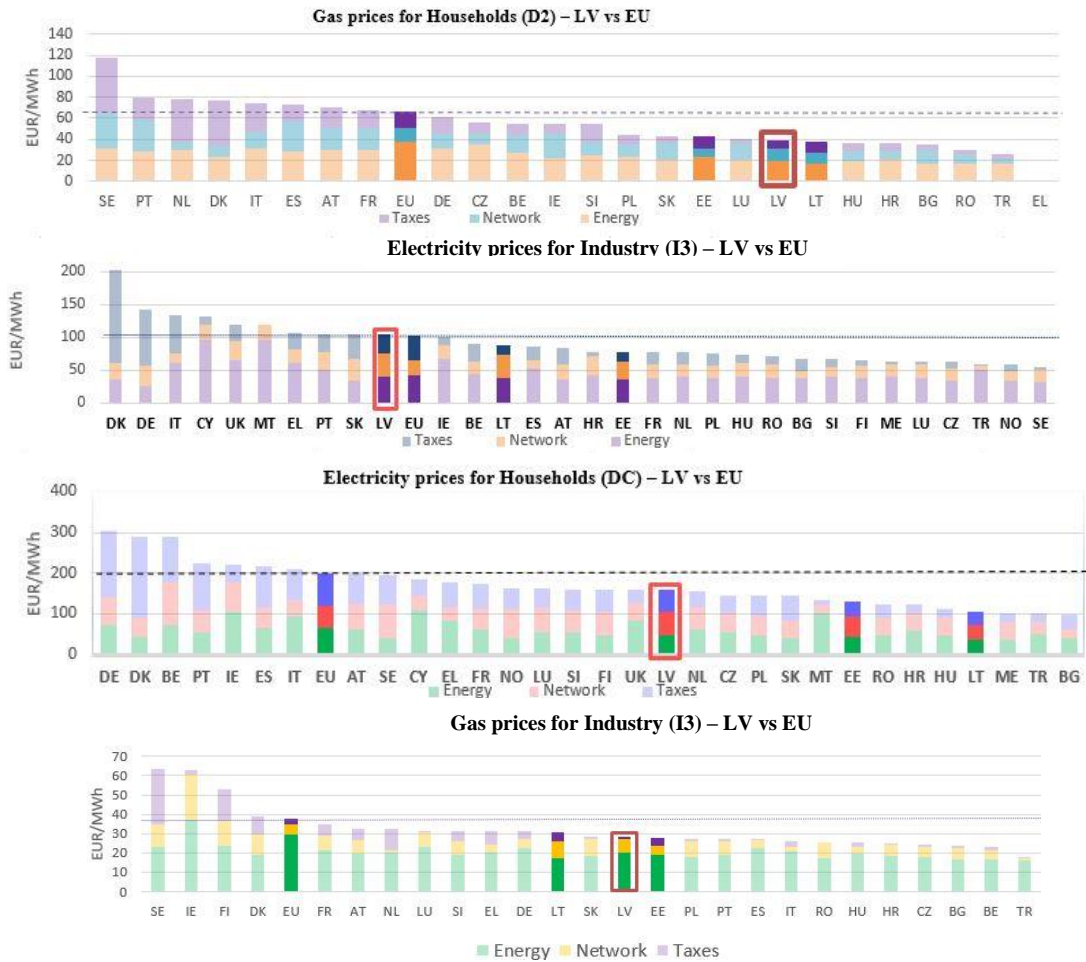 Gas prices for Households (D2) – LV vs EU
140
120
100
80
60
40
20
0
EUR/MWh
SE PT NL DK IT ES AT FR EU DE CZ BE IE SI PL SK EE LU LV LT HU HR BG RO TR EL
Taxes Network Energy
Electricity prices for Industry (I3) – LV vs EU
200
150
100
50
0
EUR/MWh
DK DE IT CY UK MT EL PT SK LV EU IE BE LT ES AT HR EE FR NL PL HU RO BG SI FI ME LU CZ TR NO SE
Taxes Network Energy
Electricity prices for Households (DC) – LV vs EU
400
300
200
100
0
EUR/MWh
DE DK BE PT IE ES IT EU AT SE CY EL FR NO LU SI FI UK LV NL CZ PL SK MT EE RO HR HU LT ME TR BG
Energy Network Taxes
Gas prices for Industry (I3) – LV vs EU
70
60
50
40
30
20
10
0
EUR/MWh
SE IE FI DK EU FR AT NL LU SI EL DE LT SK LV EE PL PT ES IT RO HU HR CZ BG BE TR
Energy Network Taxes